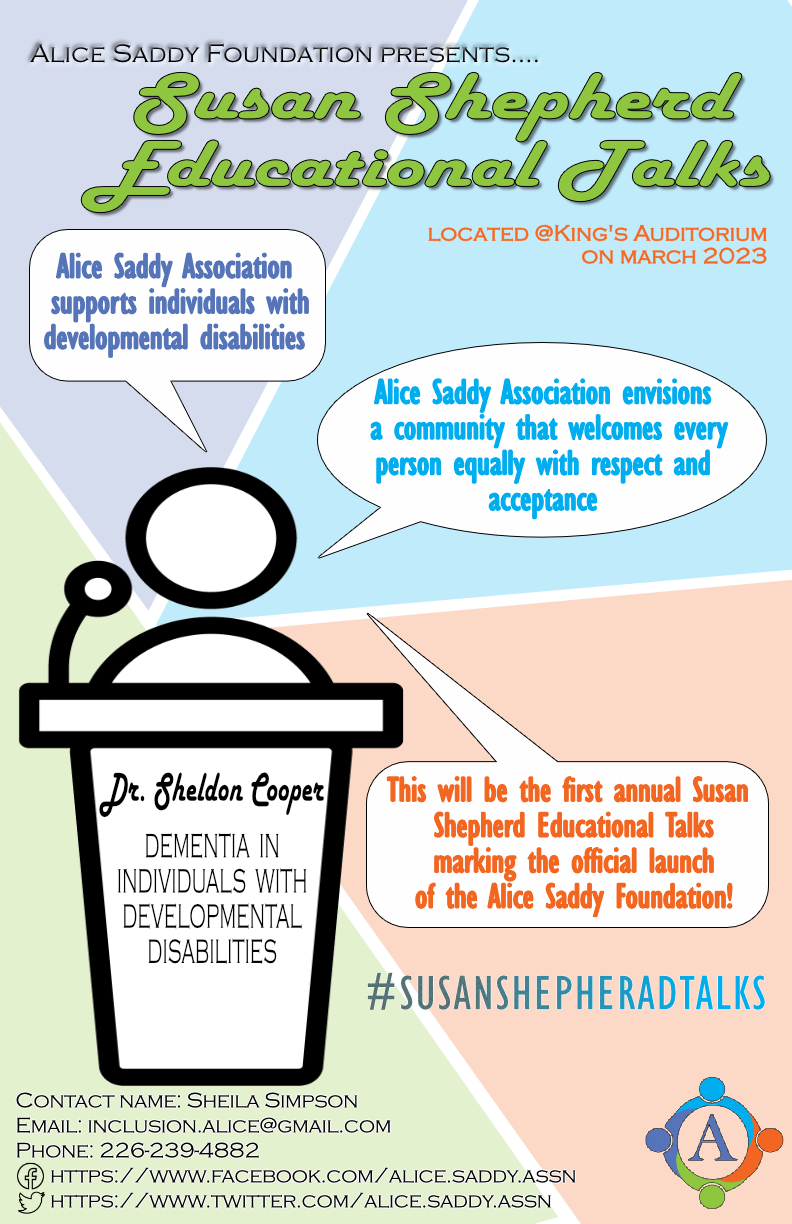 Alice Saddy Foundation presents....
Susan Shepherd
Educational Talks
located @King's Auditorium
on march 2023
Alice Saddy Association
supports individuals with
developmental disabilities
Alice Saddy Association envisions
a community that welcomes every
person equally with respect and
acceptance
This will be the first annual Susan
Shepherd Educational Talks
marking the official launch
of the Alice Saddy Foundation!
Dr. Sheldon Cooper
DEMENTIA IN
INDIVIDUALS WITH
DEVELOPMENTAL
DISABILITIES
#SUSANSHEPHERADTALKS
Contact name: Sheila Simpson
Email: inclusion.alice@gmail.com
Phone: 226-239-4882
https://www.facebook.com/alice.saddy.assn
https://www.twitter.com/alice.saddy.assn
A